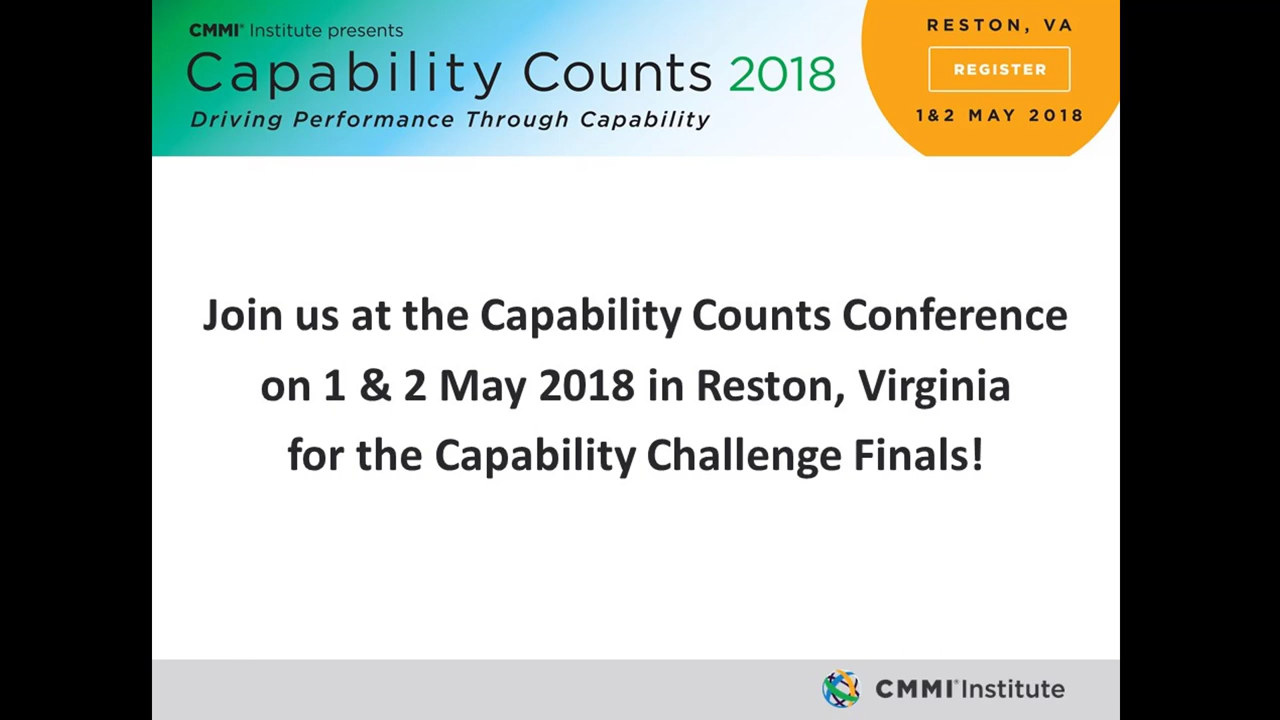 CMMI® Institute presents
Capability Counts 2018
Driving Performance Through Capability
RESTON, VA
REGISTER
1&2 MAY 2018
Join us at the Capability Counts Conference
on 1 & 2 May 2018 in Reston, Virginia
for the Capability Challenge Finals!
CMMI® Institute